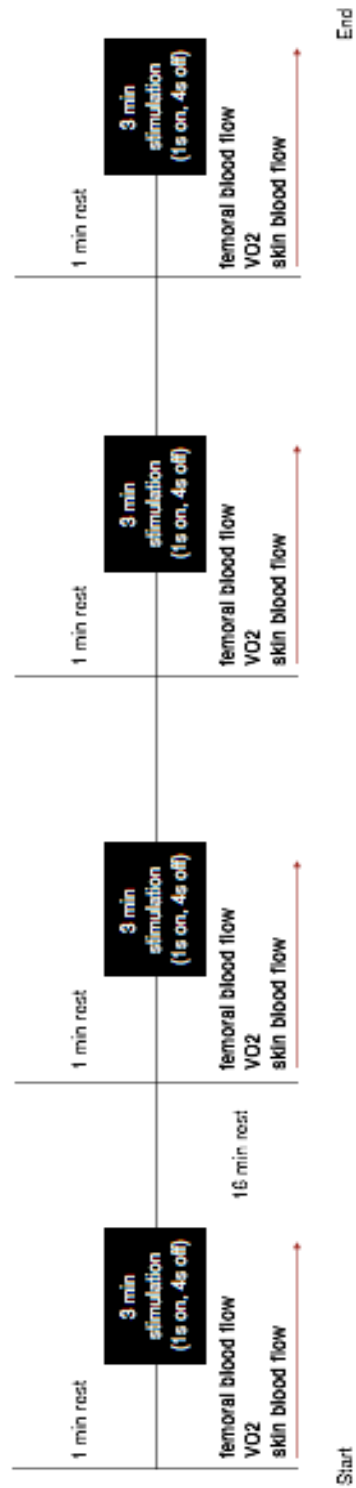 1 min rest
3 min
stimulation
(1s on, 4s off)
femoral blood flow
VO2
skin blood flow
16 min rest
1 min rest
3 min
stimulation
(1s on, 4s off)
femoral blood flow
VO2
skin blood flow
1 min rest
3 min
stimulation
(1s on, 4s off)
femoral blood flow
VO2
skin blood flow
1 min rest
3 min
stimulation
(1s on, 4s off)
femoral blood flow
VO2
skin blood flow
Start
End